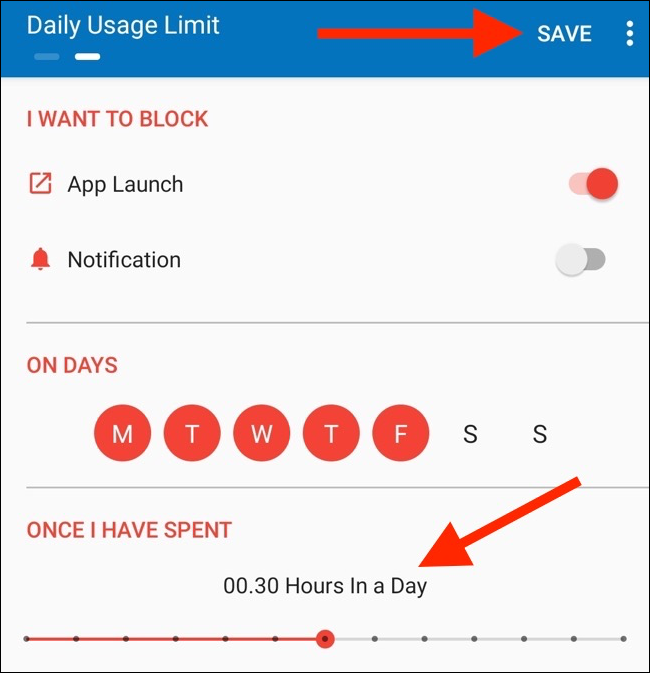 Daily Usage Limit
SAVE
I WANT TO BLOCK
App Launch
Notification
ON DAYS
M T W T F S S
ONCE I HAVE SPENT
00.30 Hours In a Day